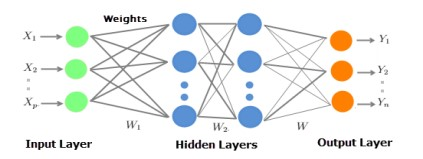 Weights
X1
X2
Xp
Y1
Y2
Yn
W1
W2
W
Input Layer
Hidden Layers
Output Layer